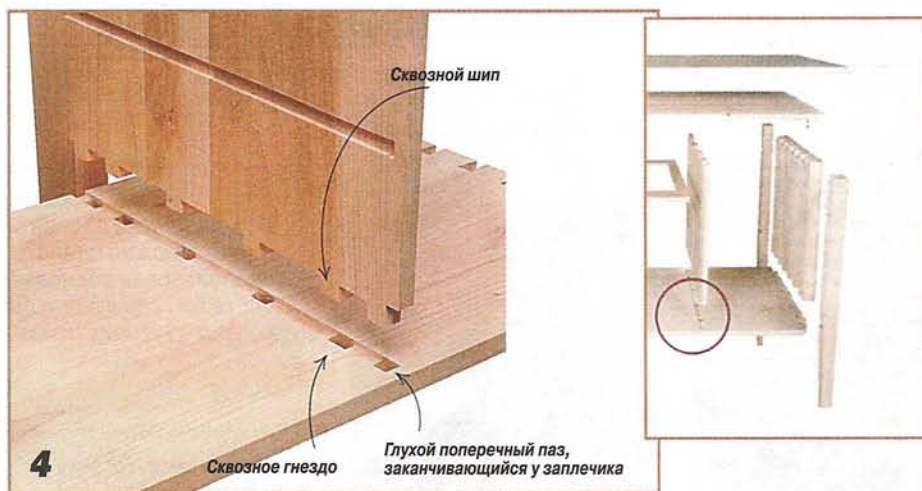 Сквозной шип
Сквозное гнездо
Глухой поперечный паз,
заканчивающийся у заплечика
4